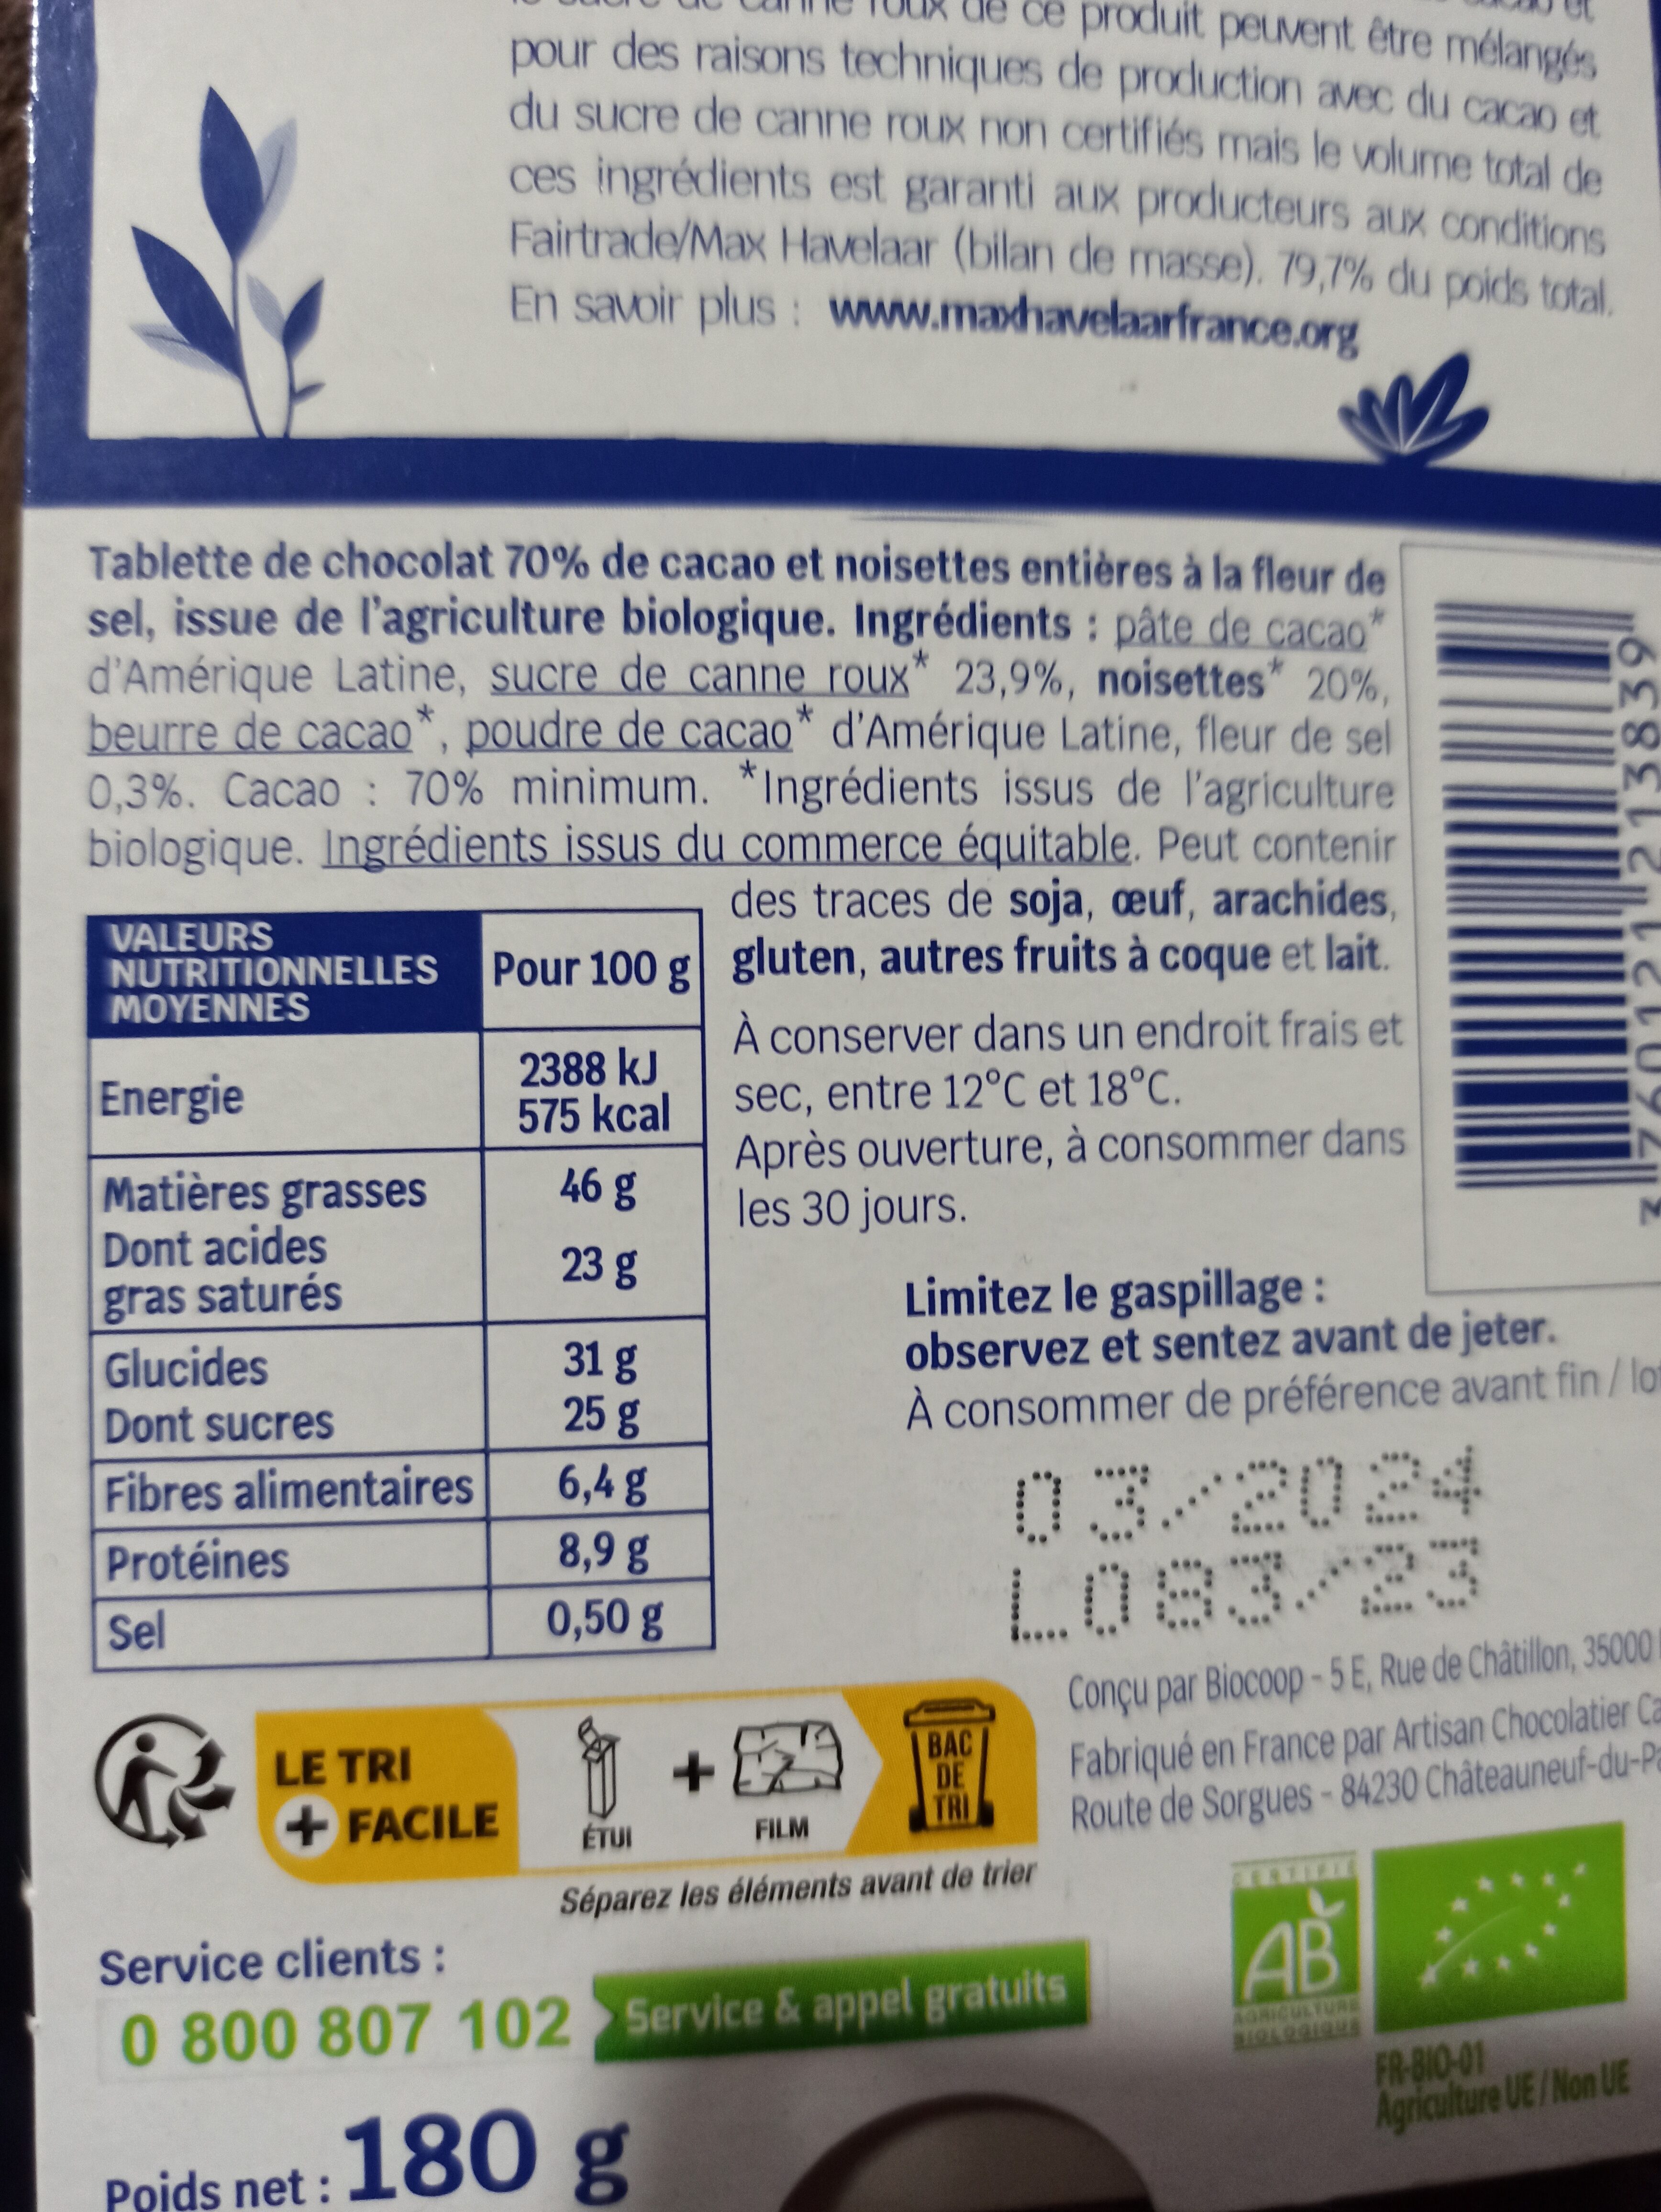 de ce produit peuvent être mélangés
pour des raisons techniques de production avec du cacao et
du sucre de canne roux non certifiés mais le volume total de
ces ingrédients est garanti aux producteurs aux conditions
Fairtrade/Max Havelaar (bilan de masse). 79,7% du poids total.
En savoir plus : www.maxhavelaarfrance.org
Tablette de chocolat 70% de cacao et noisettes entières à la fleur de
sel, issue de l'agriculture biologique. Ingrédients : pâte de cacao*
d'Amérique Latine, sucre de canne roux* 23,9%, noisettes* 20%,
beurre de cacao*, poudre de cacao* d'Amérique Latine, fleur de sel
0,3%. Cacao : 70% minimum. *Ingrédients issus de l'agriculture
biologique. Ingrédients issus du commerce équitable. Peut contenir
des traces de soja, œuf, arachides,
gluten, autres fruits à coque et lait.
À conserver dans un endroit frais et
sec, entre 12°C et 18°C.
Après ouverture, à consommer dans
les 30 jours.
VALEURS
NUTRITIONNELLES
MOYENNES
Pour 100 g
Energie
2388 kJ
575 kcal
Matières grasses 46 g
Dont acides
gras saturés
23 g
Glucides 31 g
Dont sucres 25 g
Fibres alimentaires 6,4 g
Protéines 8,9 g
Sel 0,50 g
3 760121 213839
Limitez le gaspillage :
observez et sentez avant de jeter.
À consommer de préférence avant fin /
03/2024
L083/23
Conçu par Biocoop - 5 E, Rue de Châtillon, 35000
Fabriqué en France par Artisan Chocolatier
Route de Sorgues - 84230
LE TRI
+ FACILE
ÉTUI
+
FILM
BAC
DE
TRI
Séparez les éléments avant de trier
Service clients :
0 800 807 102
Service & appel gratuits
CERTIFIÉ
AB
AGRICULTURE
BIOLOGIQUE
FR-BIO-01
Agriculture UE / Non UE
Poids net : 180 g